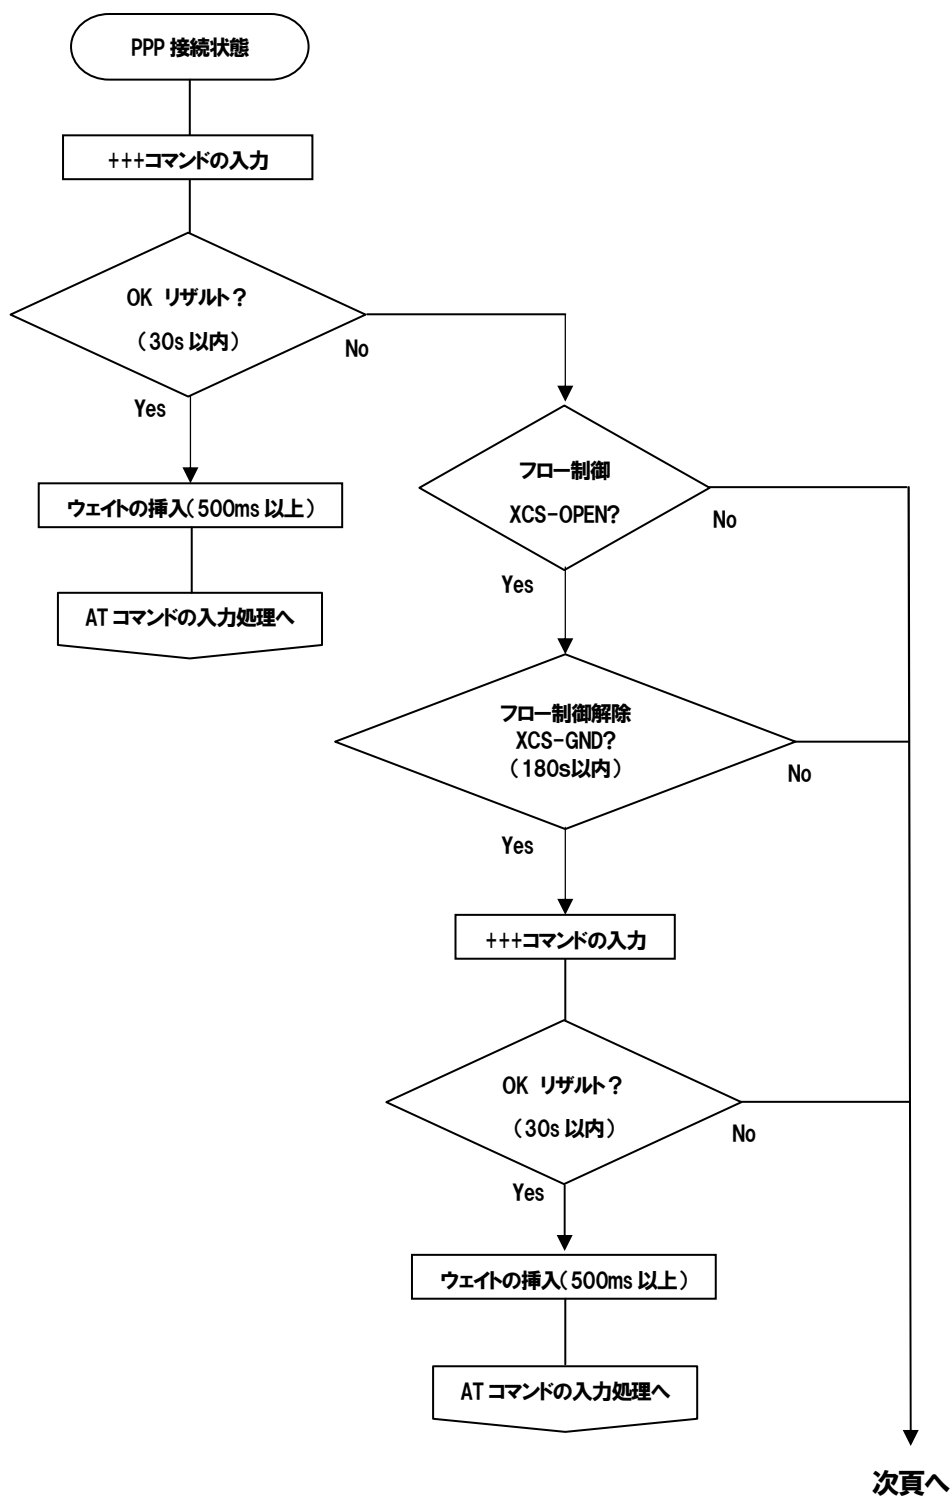 PPP 接続状態
+++コマンドの入力
OK リザルト？
（30s 以内）
No
Yes
ウェイトの挿入（500ms 以上）
AT コマンドの入力処理へ
フロー制御
XCS-OPEN?
No
Yes
フロー制御解除
XCS-GND?
（180s以内）
No
Yes
+++コマンドの入力
OK リザルト？
（30s 以内）
No
Yes
ウェイトの挿入（500ms 以上）
AT コマンドの入力処理へ
次頁へ